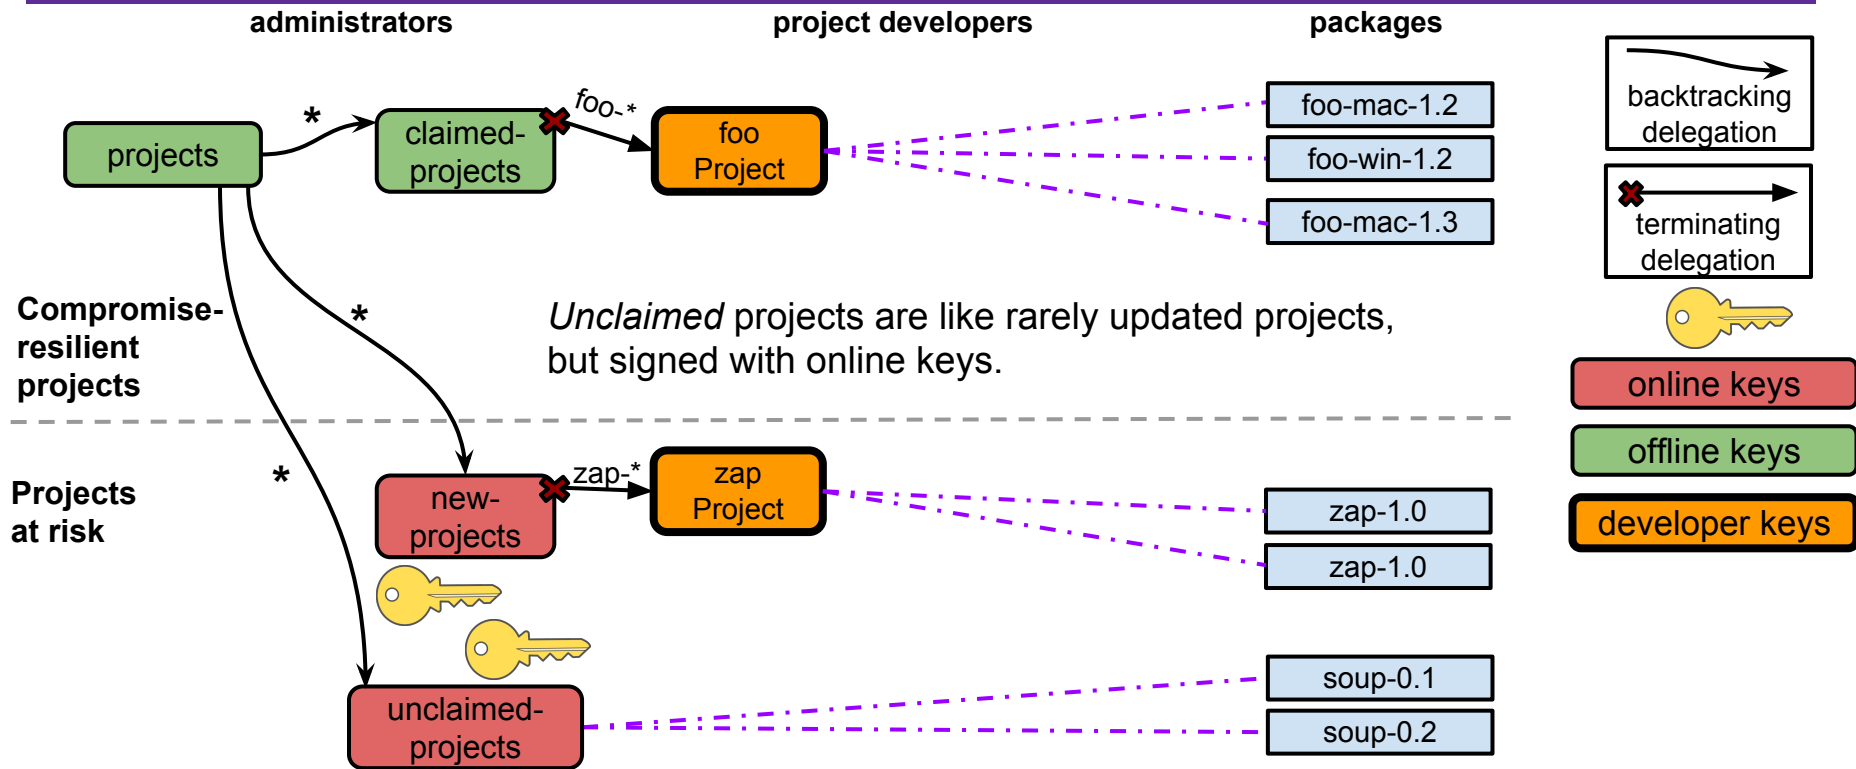 administrators
project developers
packages
projects
*
claimed-
projects
foo-*
foo
Project
foo-mac-1.2
foo-win-1.2
foo-mac-1.3
backtracking
delegation
terminating
delegation
Compromise-
resilient
projects
*
Unclaimed projects are like rarely updated projects,
but signed with online keys.
online keys
offline keys
developer keys
Projects
at risk
*
new-
projects
zap-*
zap
Project
zap-1.0
zap-1.0
unclaimed-
projects
soup-0.1
soup-0.2